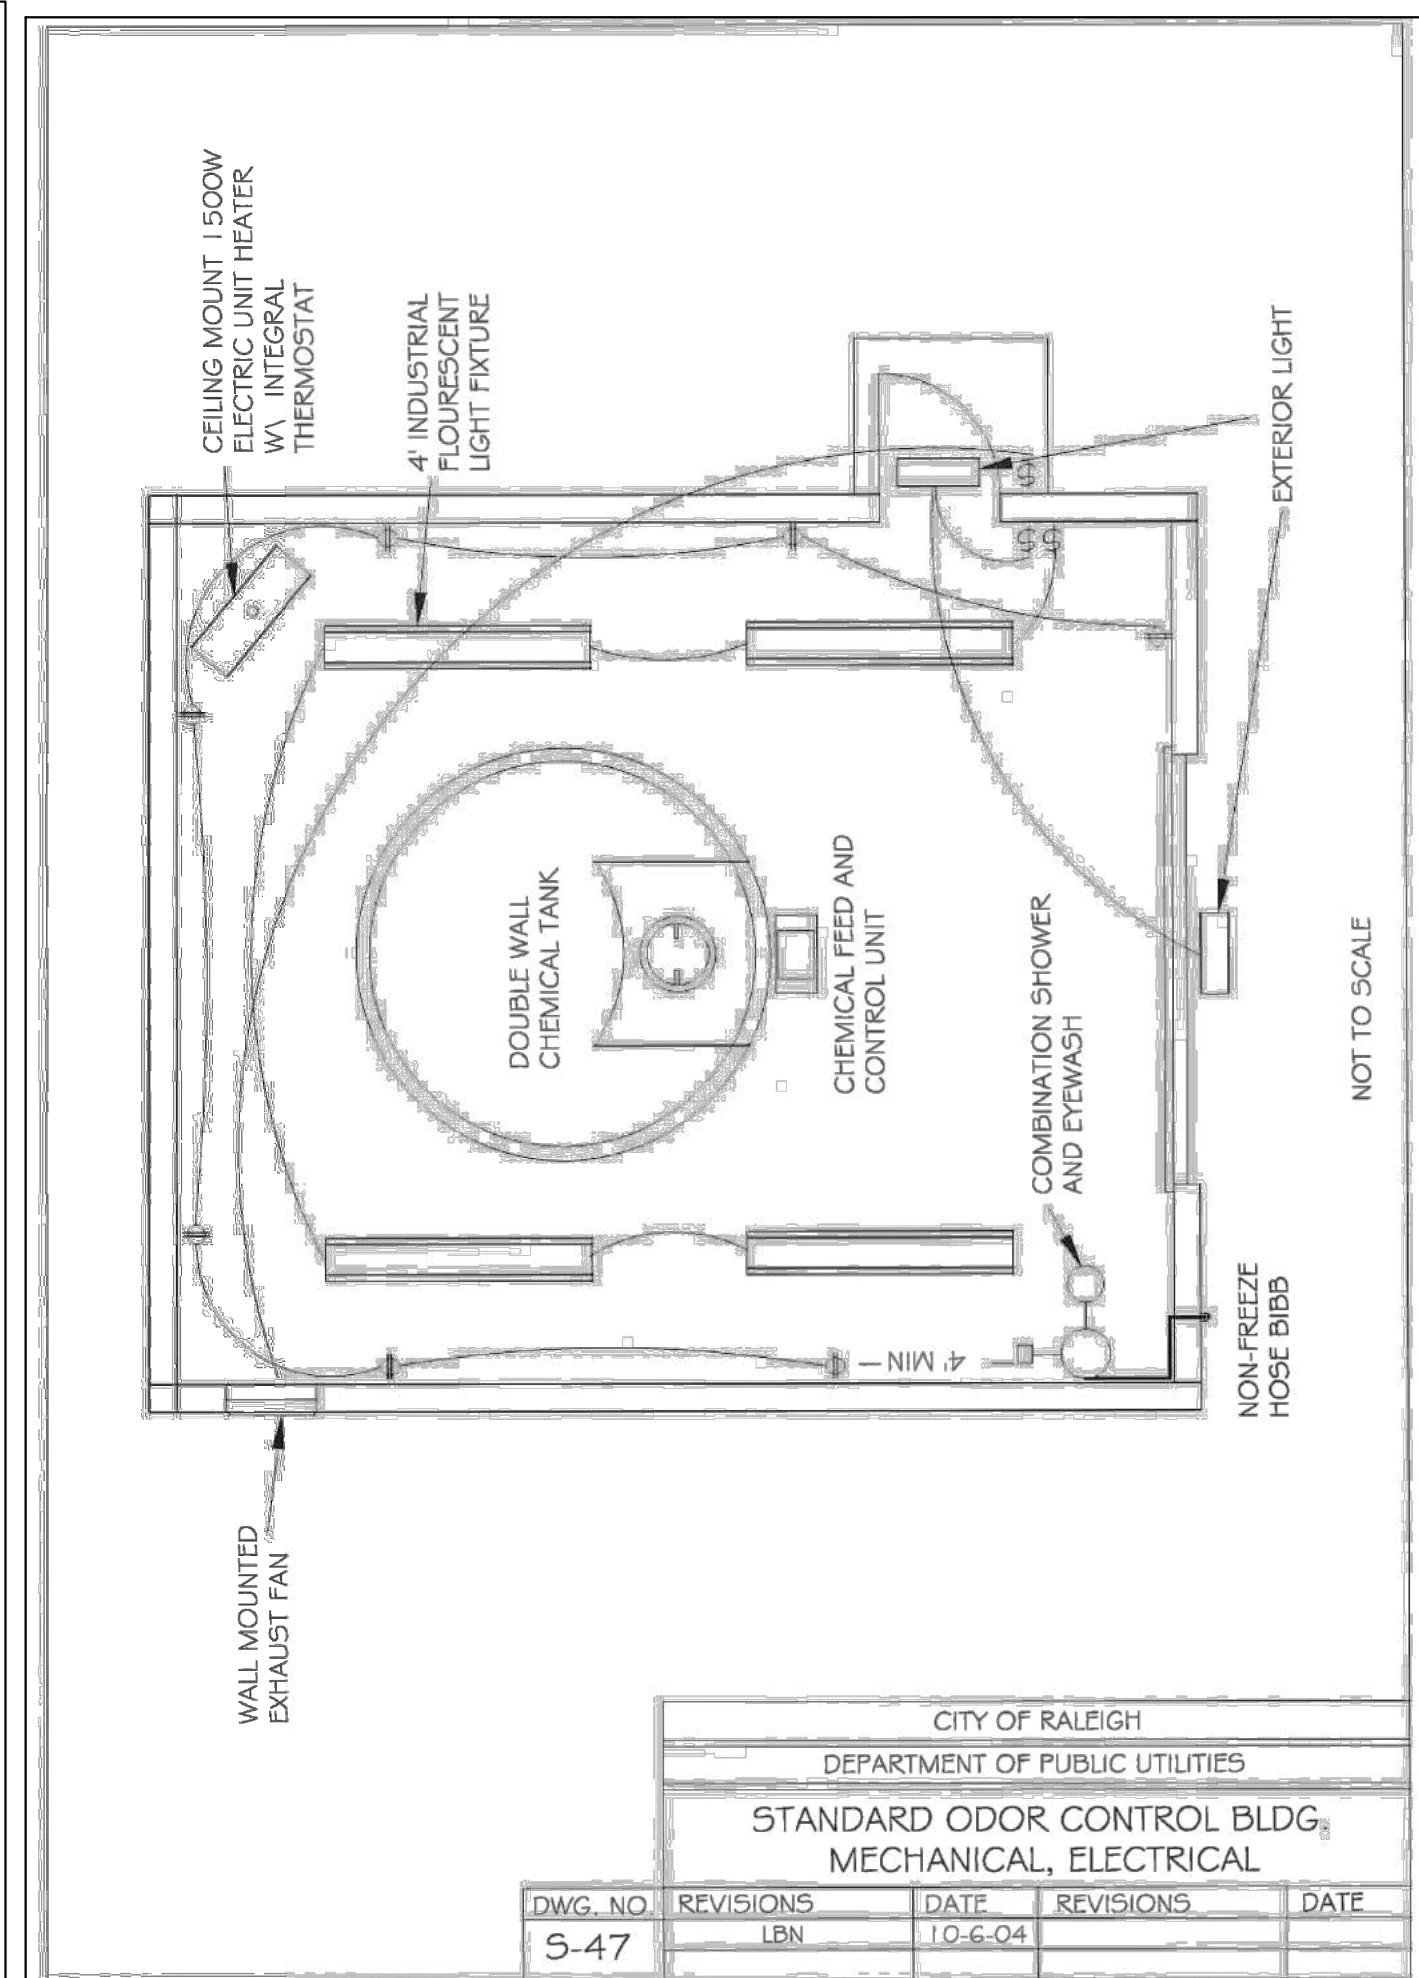 CEILING MOUNT 1500W
ELECTRIC UNIT HEATER
W\ INTEGRAL
THERMOSTAT
4' INDUSTRIAL
FLOURESCENT
LIGHT FIXTURE
EXTERIOR LIGHT
S
S S
DOUBLE WALL
CHEMICAL TANK
CHEMICAL FEED AND
CONTROL UNIT
COMBINATION SHOWER
AND EYEWASH
4' MIN
NON-FREEZE
HOSE BIBB
NOT TO SCALE
WALL MOUNTED
EXHAUST FAN
CITY OF RALEIGH
DEPARTMENT OF PUBLIC UTILITIES
STANDARD ODOR CONTROL BLDG.
MECHANICAL, ELECTRICAL
DWG. NO. REVISIONS DATE REVISIONS DATE
S-47 LBN 10-6-04